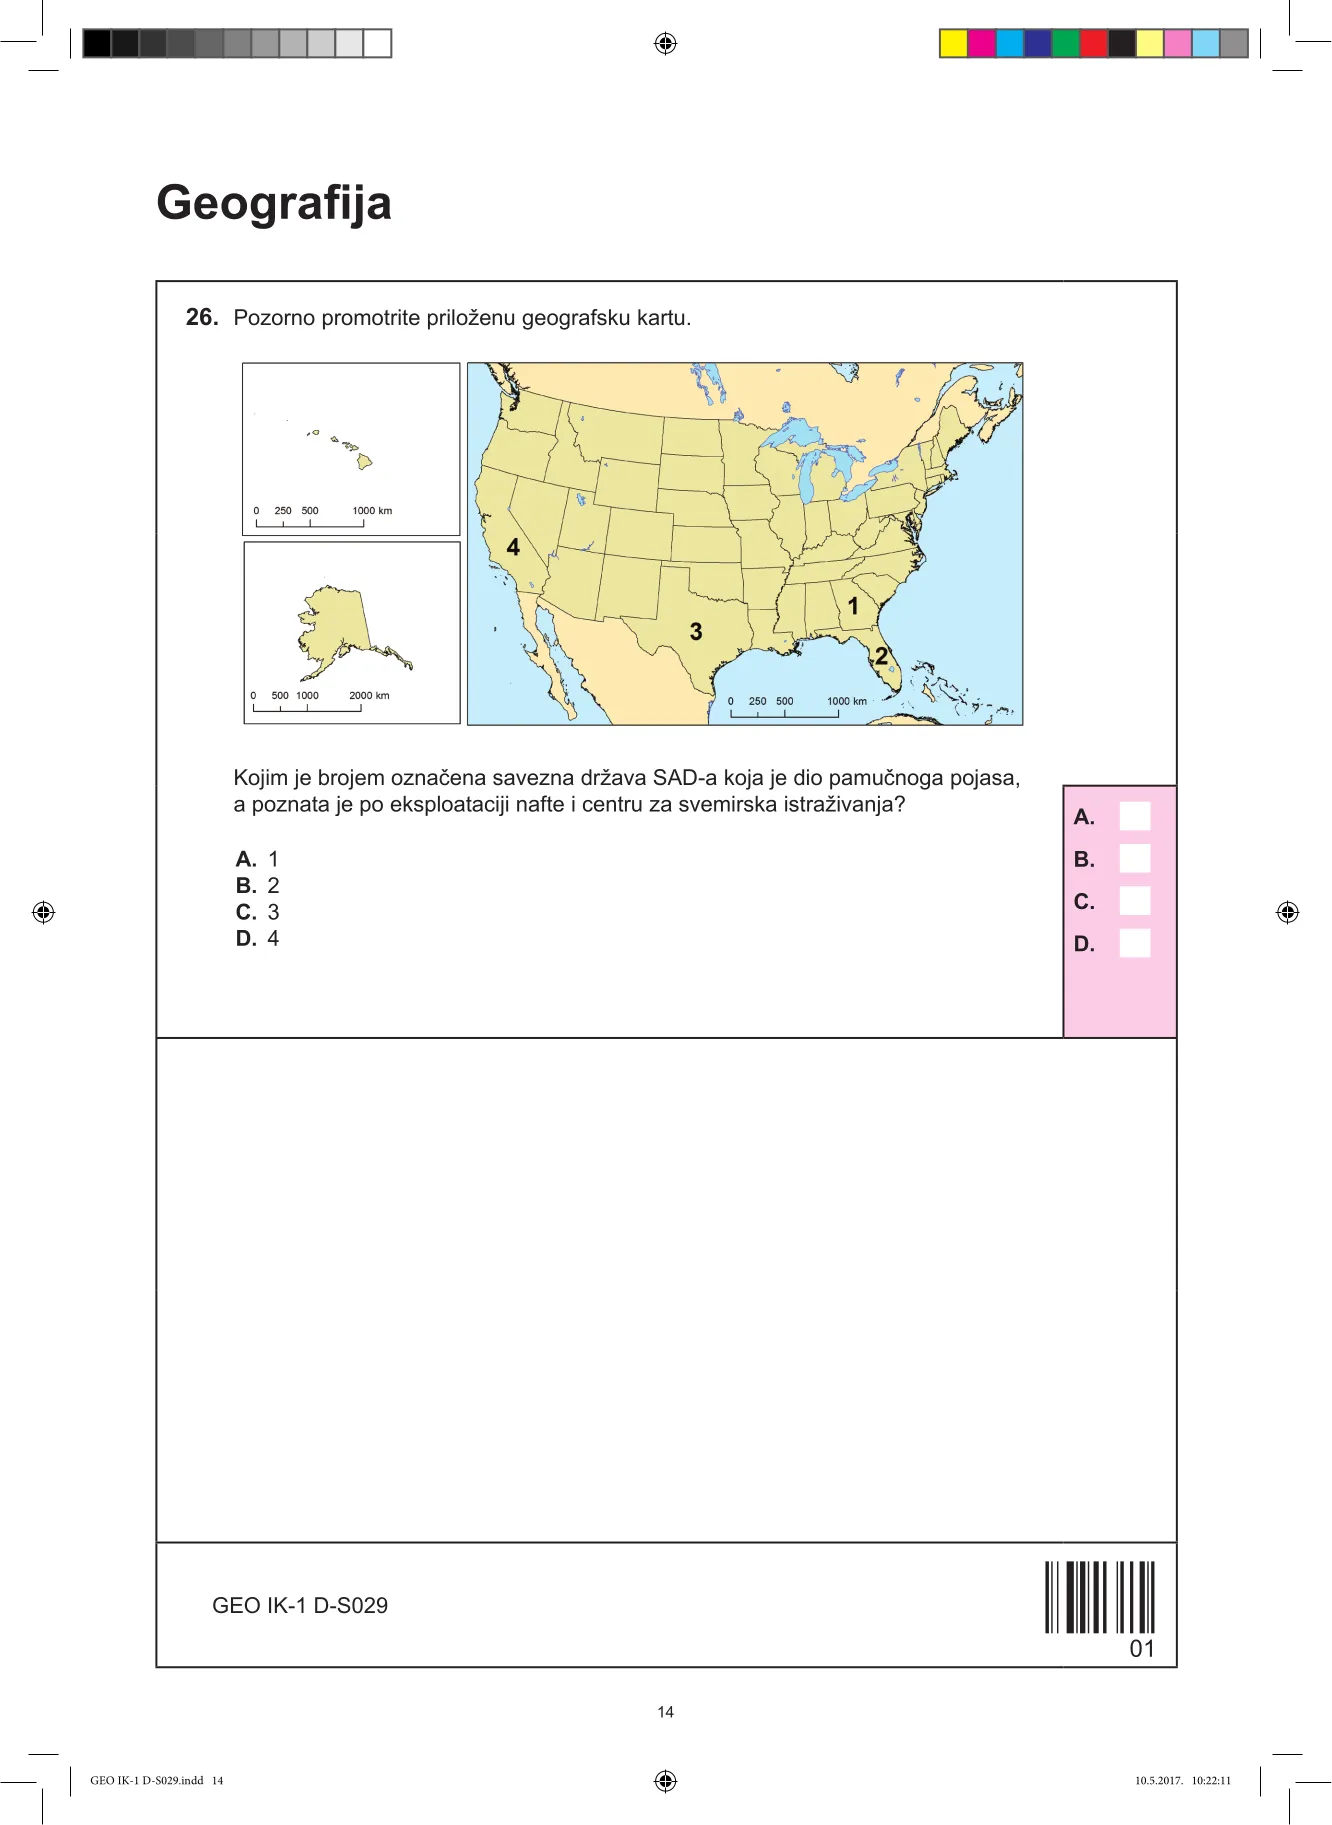 Geografija
26. Pozorno promotrite priloženu geografsku kartu.
0 250 500 1000 km
0 500 1000 2000 km
4
3
1
2
0 250 500 1000 km
Kojim je brojem označena savezna država SAD-a koja je dio pamučnoga pojasa,
a poznata je po eksploataciji nafte i centru za svemirska istraživanja?
A. 1
B. 2
C. 3
D. 4
A.
B.
C.
D.
GEO IK-1 D-S029
01
14
GEO IK-1 D-S029.indd 14
10.5.2017. 10:22:11